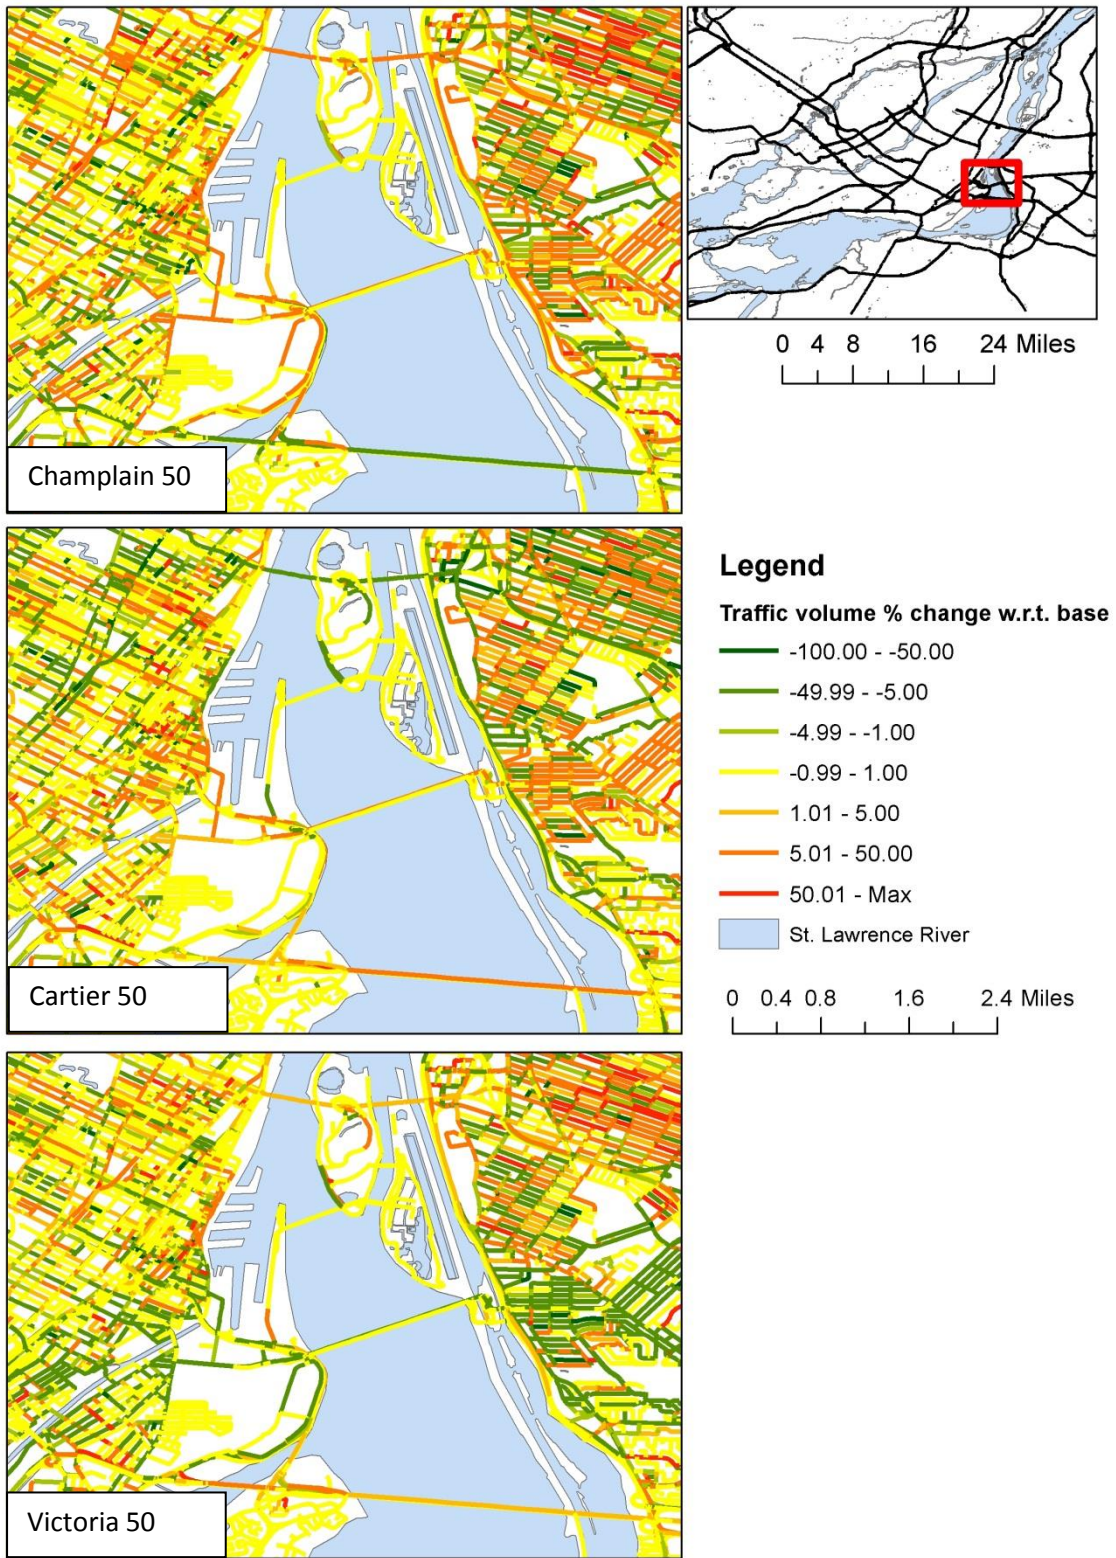 Champlain 50
0 4 8 16 24 Miles
Cartier 50
Legend
Traffic volume % change w.r.t. base
-100.00 - -50.00
-49.99 - -5.00
-4.99 - -1.00
-0.99 - 1.00
1.01 - 5.00
5.01 - 50.00
50.01 - Max
St. Lawrence River
0 0.4 0.8 1.6 2.4 Miles
Victoria 50